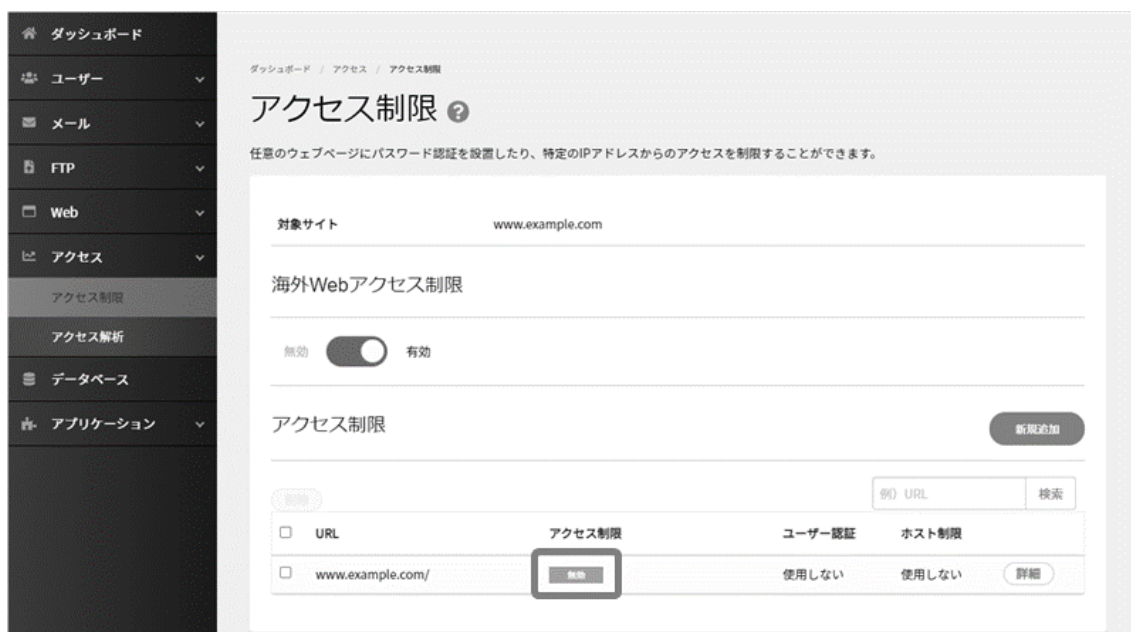 ダッシュボード
ユーザー
メール
FTP
Web
アクセス
アクセス制限
アクセス解析
データベース
アプリケーション
ダッシュボード / アクセス / アクセス制限
アクセス制限 ?
任意のウェブページにパスワード認証を設置したり、特定のIPアドレスからのアクセスを制限することができます。
対象サイト www.example.com
海外Webアクセス制限
無効 有効
アクセス制限 新規追加
削除 例）URL 検索
URL アクセス制限 ユーザー認証 ホスト制限
www.example.com/ 無効 使用しない 使用しない 詳細